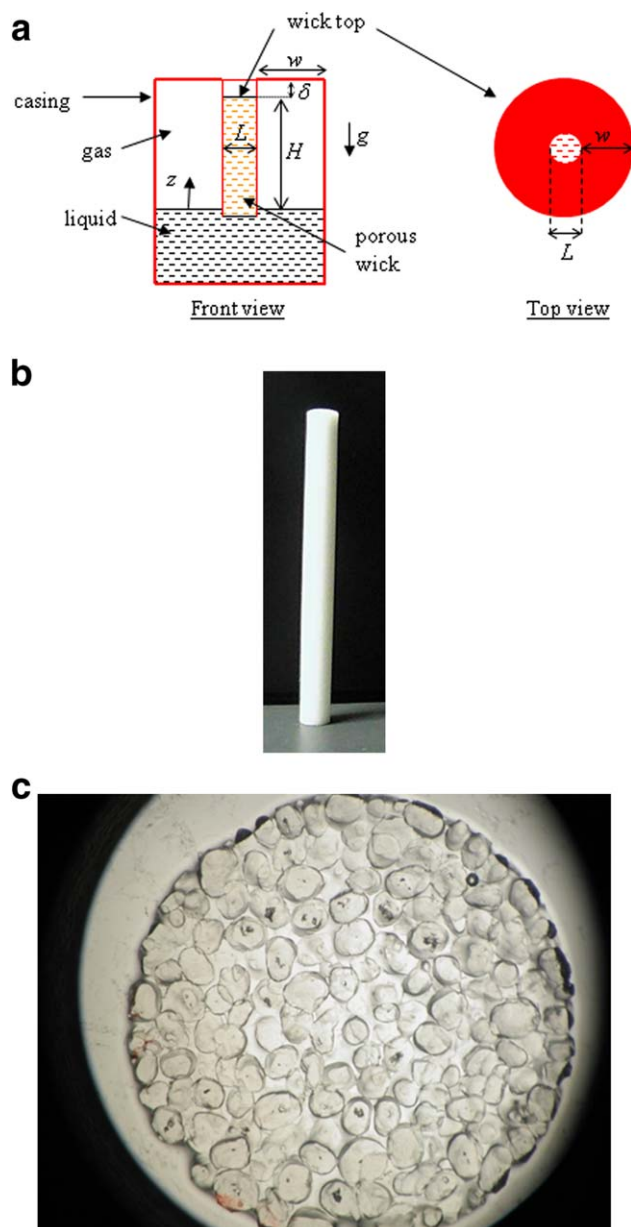 a
wick top
w
δ
casing
L
H
g
w
gas
z
liquid
porous
wick
L
Front view
Top view
b
c